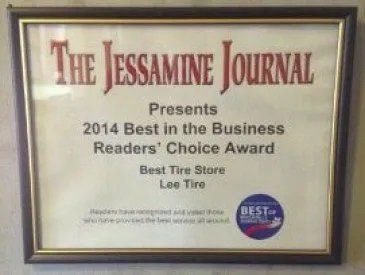 THE JESSAMINE JOURNAL
Presents
2014 Best in the Business
Readers' Choice Award
Best Tire Store
Lee Tire
Readers have recognized and voted those
who have provided the best service all around.
BEST OF